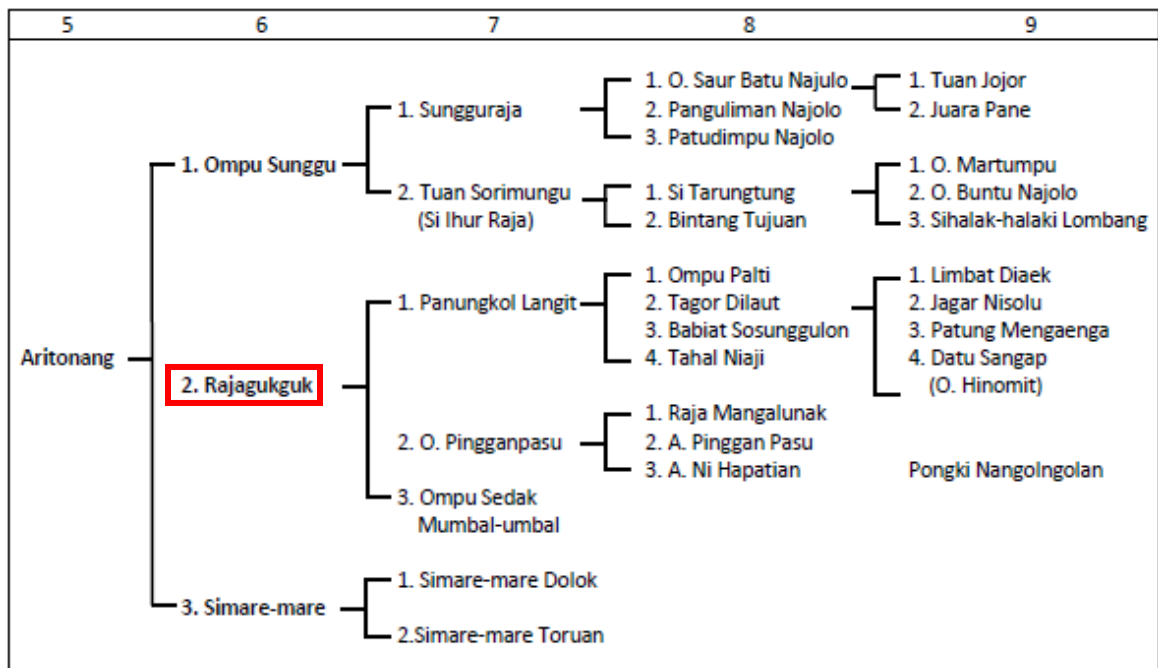 5 6 7 8 9
1. O. Saur Batu Najulo 1. Tuan Jojor
1. Sungguraja 2. Panguliman Najolo 2. Juara Pane
3. Patudimpu Najolo
1. Ompu Sunggu 1. O. Martumpu
2. Tuan Sorimungu 1. Si Tarungtung 2. O. Buntu Najolo
(Si Ihur Raja) 2. Bintang Tujuan 3. Sihalak-halaki Lombang
1. Ompu Palti 1. Limbat Diaek
1. Panungkol Langit 2. Tagor Dilaut 2. Jagar Nisolu
3. Babiat Sosunggulon 3. Patung Mengaenga
Aritonang 4. Tahal Niaji 4. Datu Sangap
2. Rajagukguk (O. Hinomit)
1. Raja Mangalunak
2. O. Pingganpasu 2. A. Pinggan Pasu
3. A. Ni Hapatian Pongki Nangolngolan
3. Ompu Sedak
Mumbal-umbal
1. Simare-mare Dolok
3. Simare-mare
2.Simare-mare Toruan